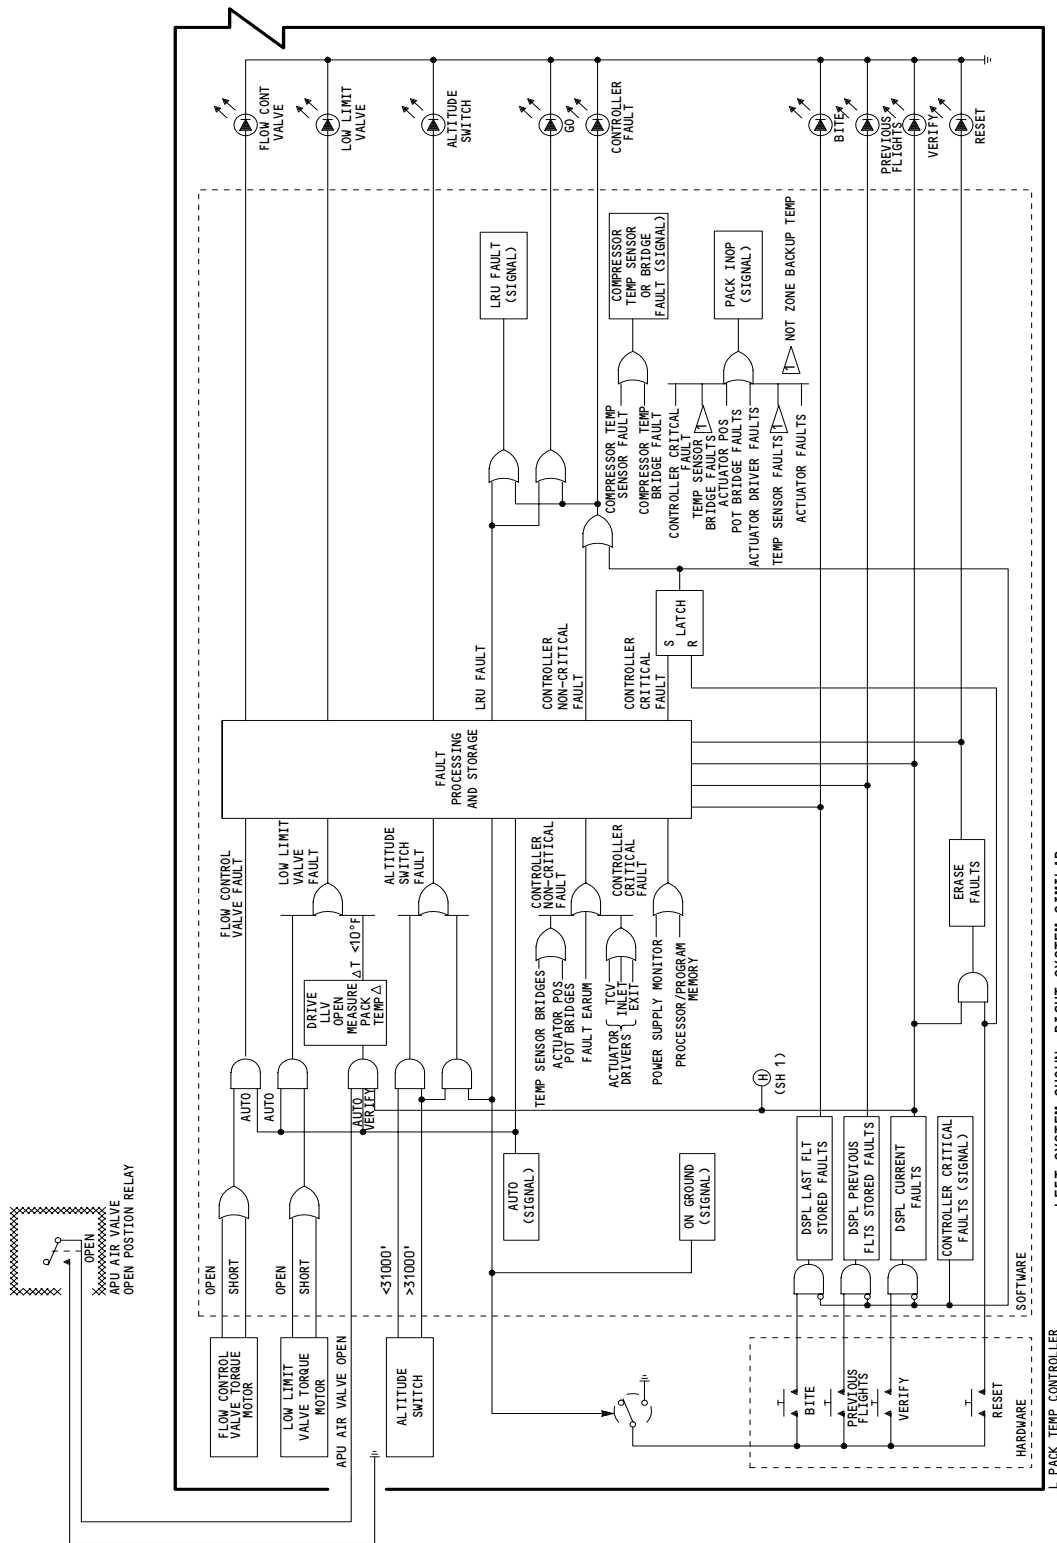 APU AIR VALVE
OPEN POSTION RELAY
OPEN
FLOW CONTROL
VALVE TORQUE
MOTOR
OPEN
SHORT
LOW LIMIT
VALVE TORQUE
MOTOR
OPEN
SHORT
APU AIR VALVE OPEN
ALTITUDE
SWITCH
<31000'
>31000'
AUTO
AUTO
AUTO
VERIFY
AUTO
(SIGNAL)
ON GROUND
(SIGNAL)
DRIVE
LLV
OPEN
MEASURE
PACK
TEMP △
△ T <10°F
FLOW CONTROL
VALVE FAULT
LOW LIMIT
VALVE
FAULT
ALTITUDE
SWITCH
FAULT
TEMP SENSOR BRIDGES
ACTUATOR POS
POT BRIDGES
FAULT EARUM
ACTUATOR
DRIVERS
TCV
INLET
EXIT
POWER SUPPLY MONITOR
PROCESSOR/PROGRAM
MEMORY
CONTROLLER
NON-CRITICAL
FAULT
CONTROLLER
CRITICAL
FAULT
FAULT
PROCESSING
AND STORAGE
LRU FAULT
CONTROLLER
NON-CRITICAL
FAULT
CONTROLLER
CRITICAL
FAULT
S
LATCH
R
LRU FAULT
(SIGNAL)
COMPRESSOR TEMP
SENSOR FAULT
COMPRESSOR TEMP
BRIDGE FAULT
COMPRESSOR
TEMP SENSOR
OR BRIDGE
FAULT (SIGNAL)
CONTROLLER CRITCAL
FAULT
TEMP SENSOR
BRIDGE FAULTS
1
ACTUATOR POS
POT BRIDGE FAULTS
ACTUATOR DRIVER FAULTS
TEMP SENSOR FAULTS
1
ACTUATOR FAULTS
PACK INOP
(SIGNAL)
1 NOT ZONE BACKUP TEMP
FLOW CONT
VALVE
LOW LIMIT
VALVE
ALTITUDE
SWITCH
GO
CONTROLLER
FAULT
BITE
PREVIOUS
FLIGHTS
VERIFY
RESET
H
(SH 1)
ERASE
FAULTS
DSPL LAST FLT
STORED FAULTS
DSPL PREVIOUS
FLTS STORED FAULTS
DSPL CURRENT
FAULTS
CONTROLLER CRITICAL
FAULTS (SIGNAL)
SOFTWARE
BITE
PREVIOUS
FLIGHTS
VERIFY
RESET
HARDWARE
L PACK TEMP CONTROLLER